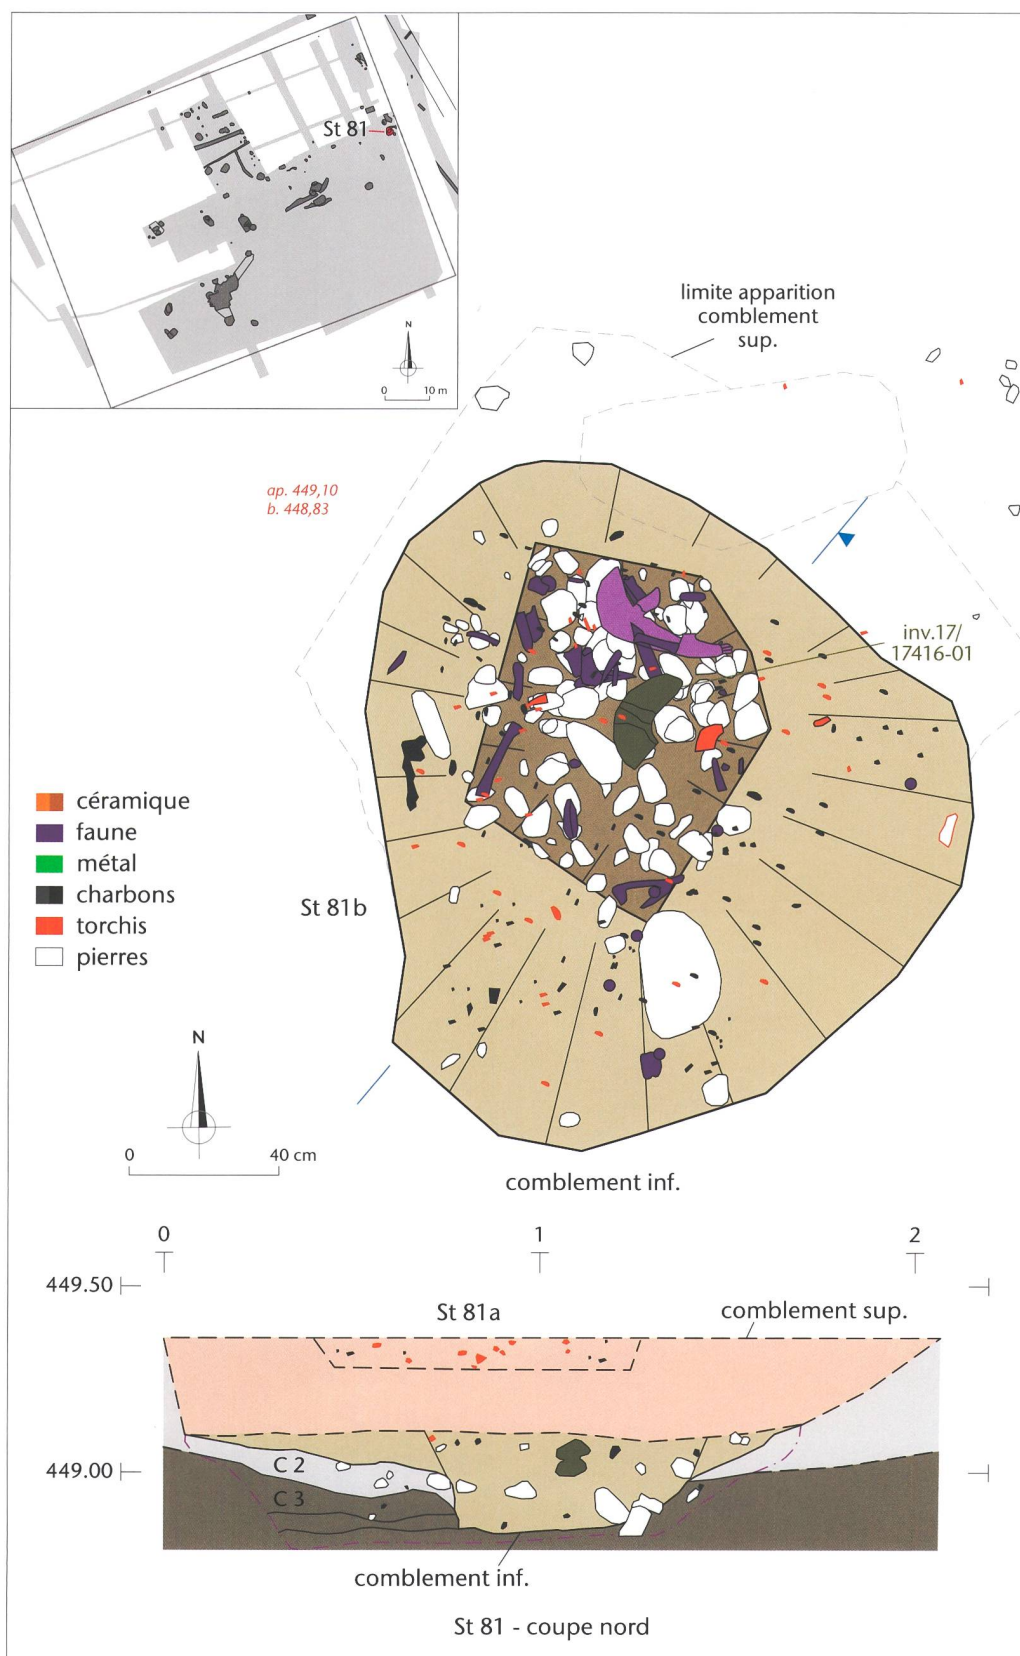 St 81
N
0 10 m
limite apparition
comblement
sup.
ap. 449,10
b. 448,83
inv.17/
17416-01
céramique
faune
métal
charbons
torchis
pierres
St 81b
N
0 40 cm
comblement inf.
0 1 2
449.50
St 81a
comblement sup.
449.00
C 2
C 3
comblement inf.
St 81 - coupe nord